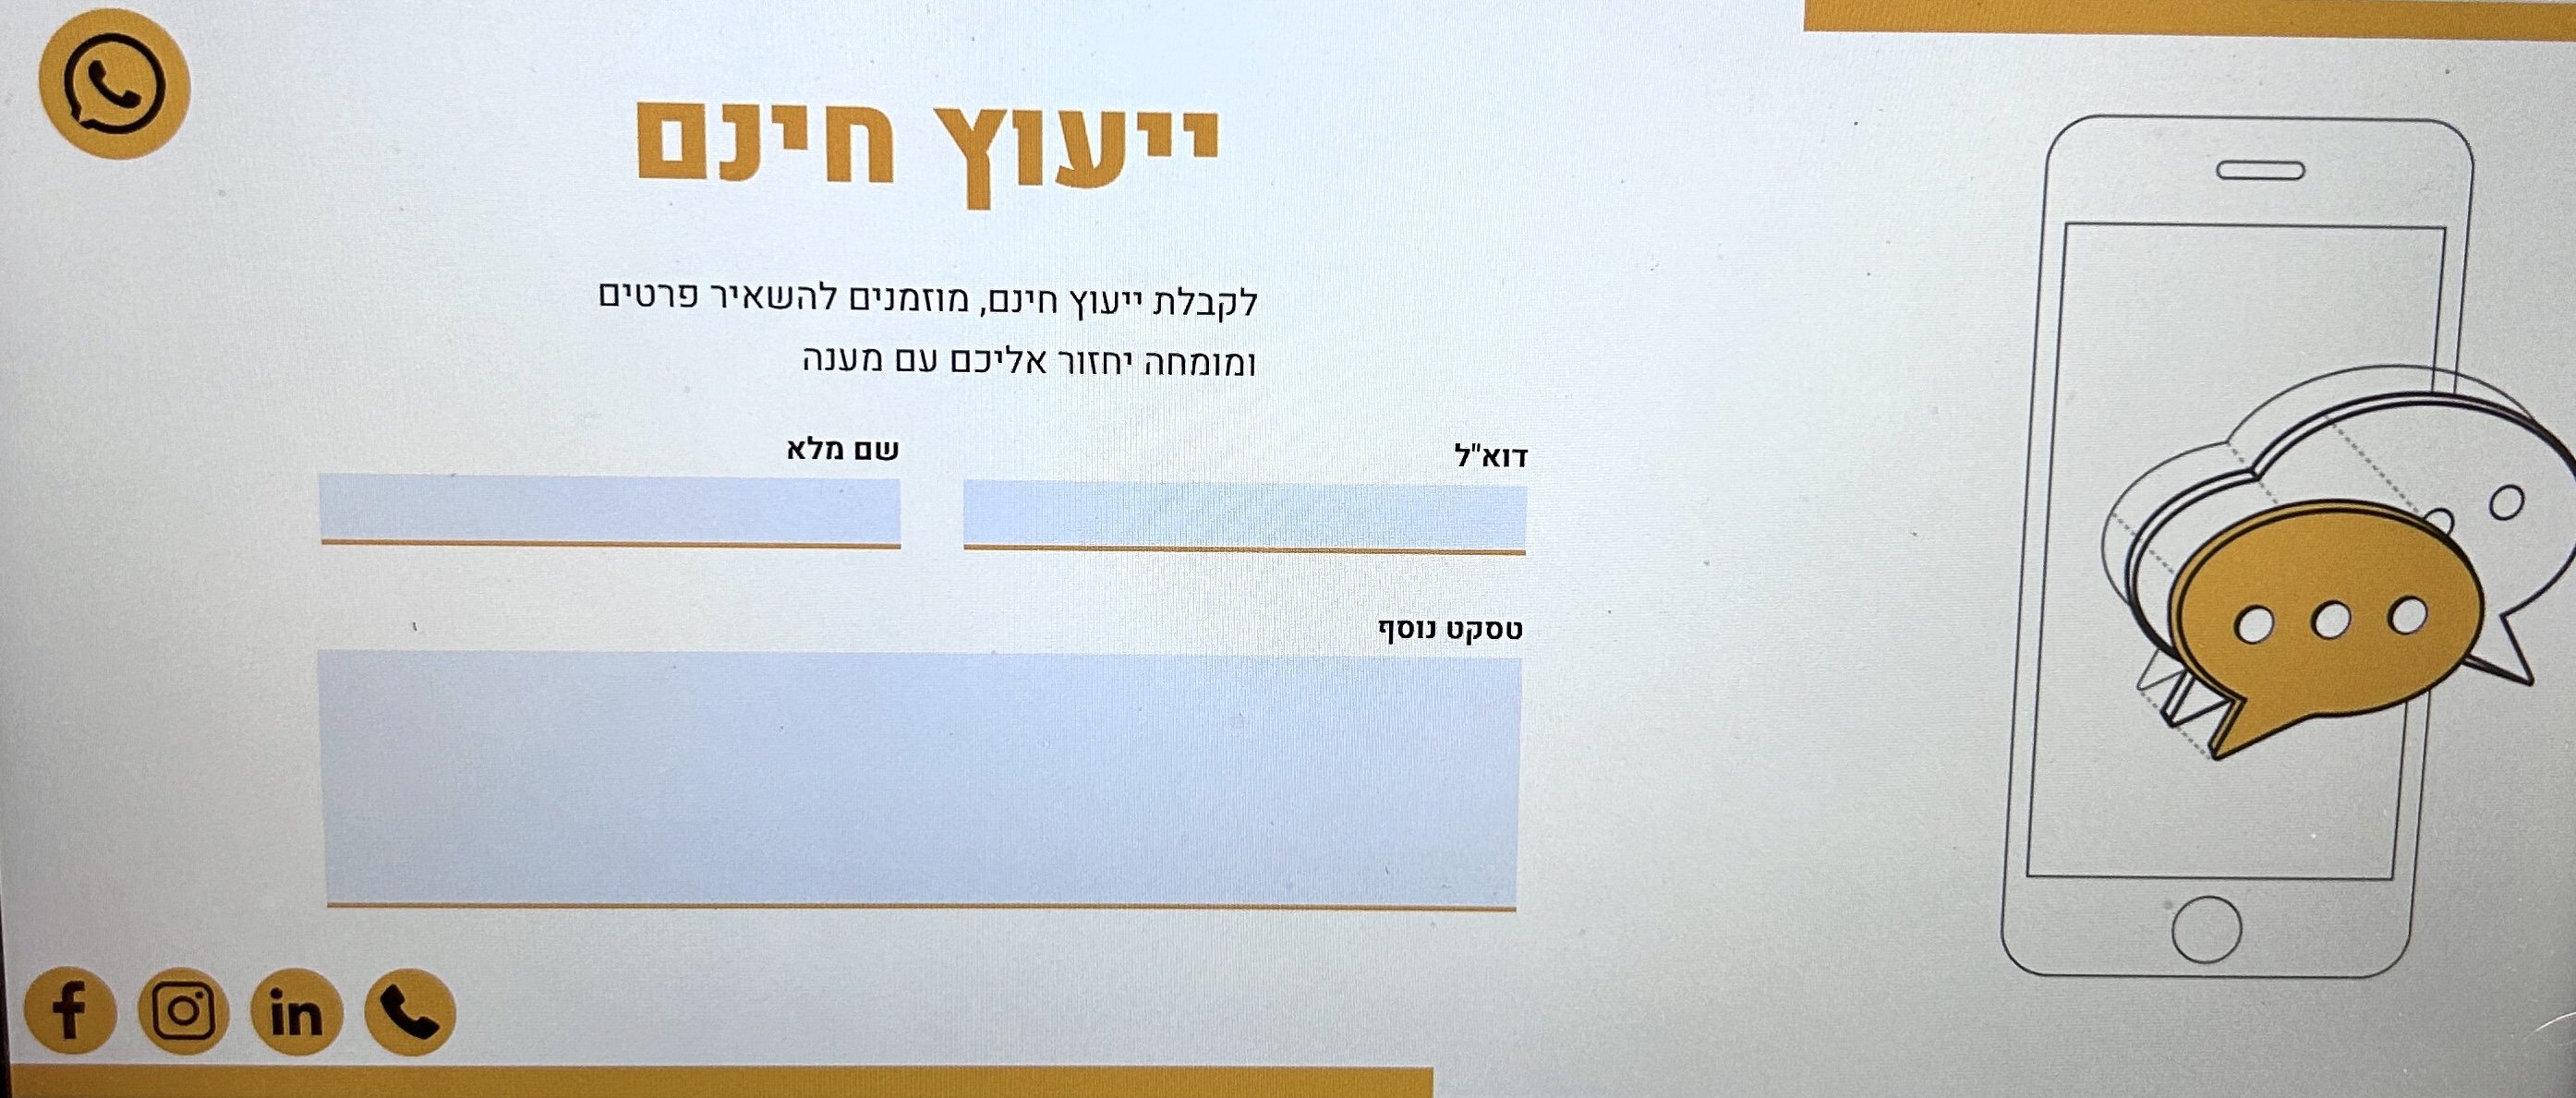 ייעוץ חינם
לקבלת ייעוץ חינם, מוזמנים להשאיר פרטים
ומומחה יחזור אליכם עם מענה
דוא"ל
שם מלא
טסקט נוסף
f
in